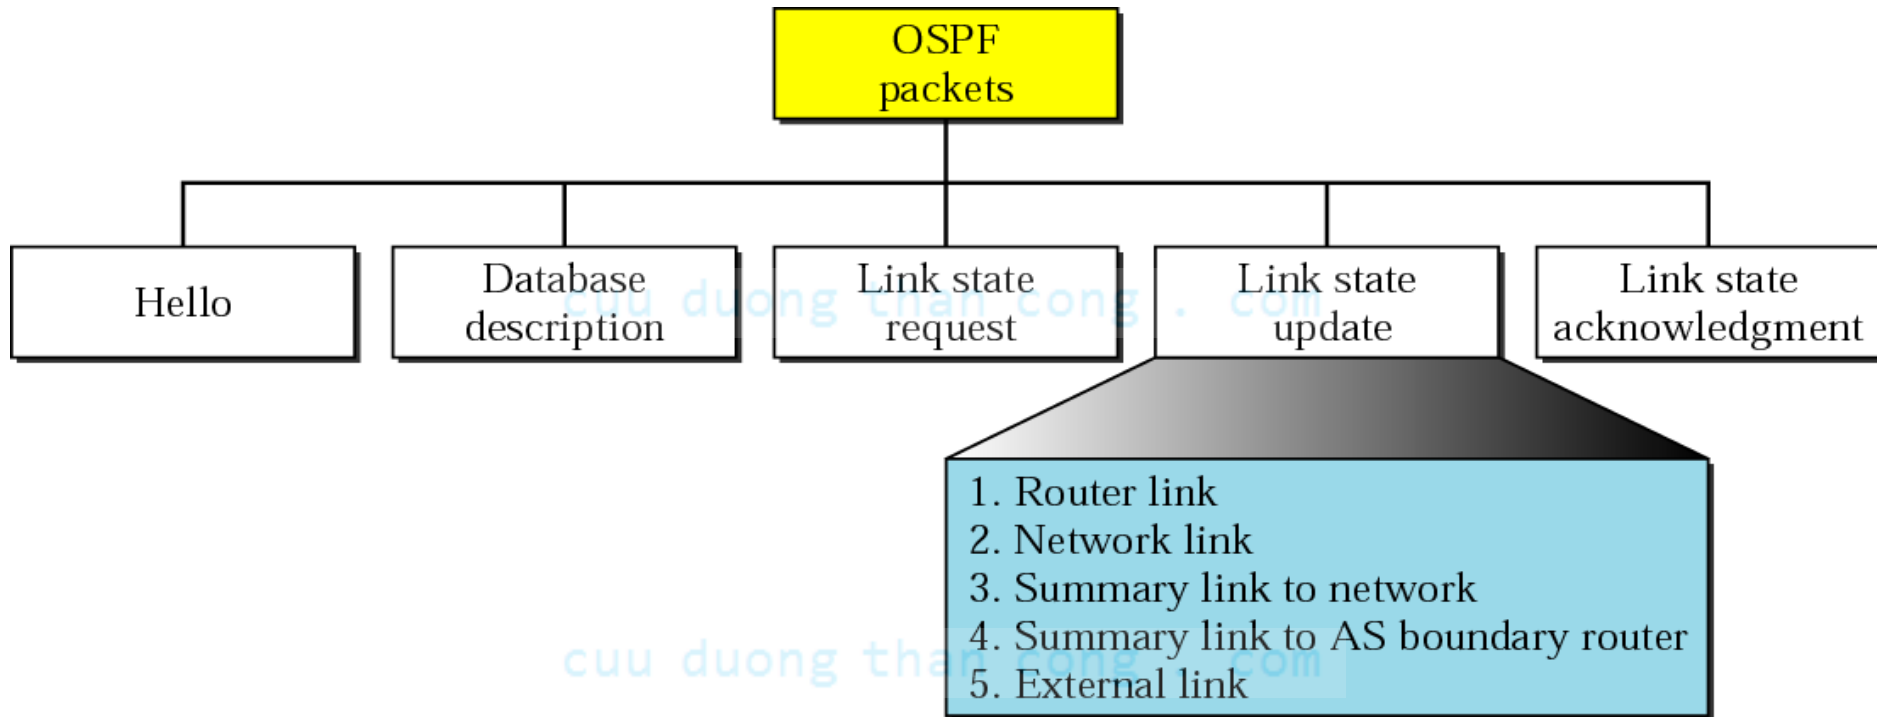 OSPF
packets
Hello
Database
description
Link state
request
Link state
update
Link state
acknowledgment
cuu duong than cong . com
1. Router link
2. Network link
3. Summary link to network
4. Summary link to AS boundary router
5. External link
cuu duong than cong . com